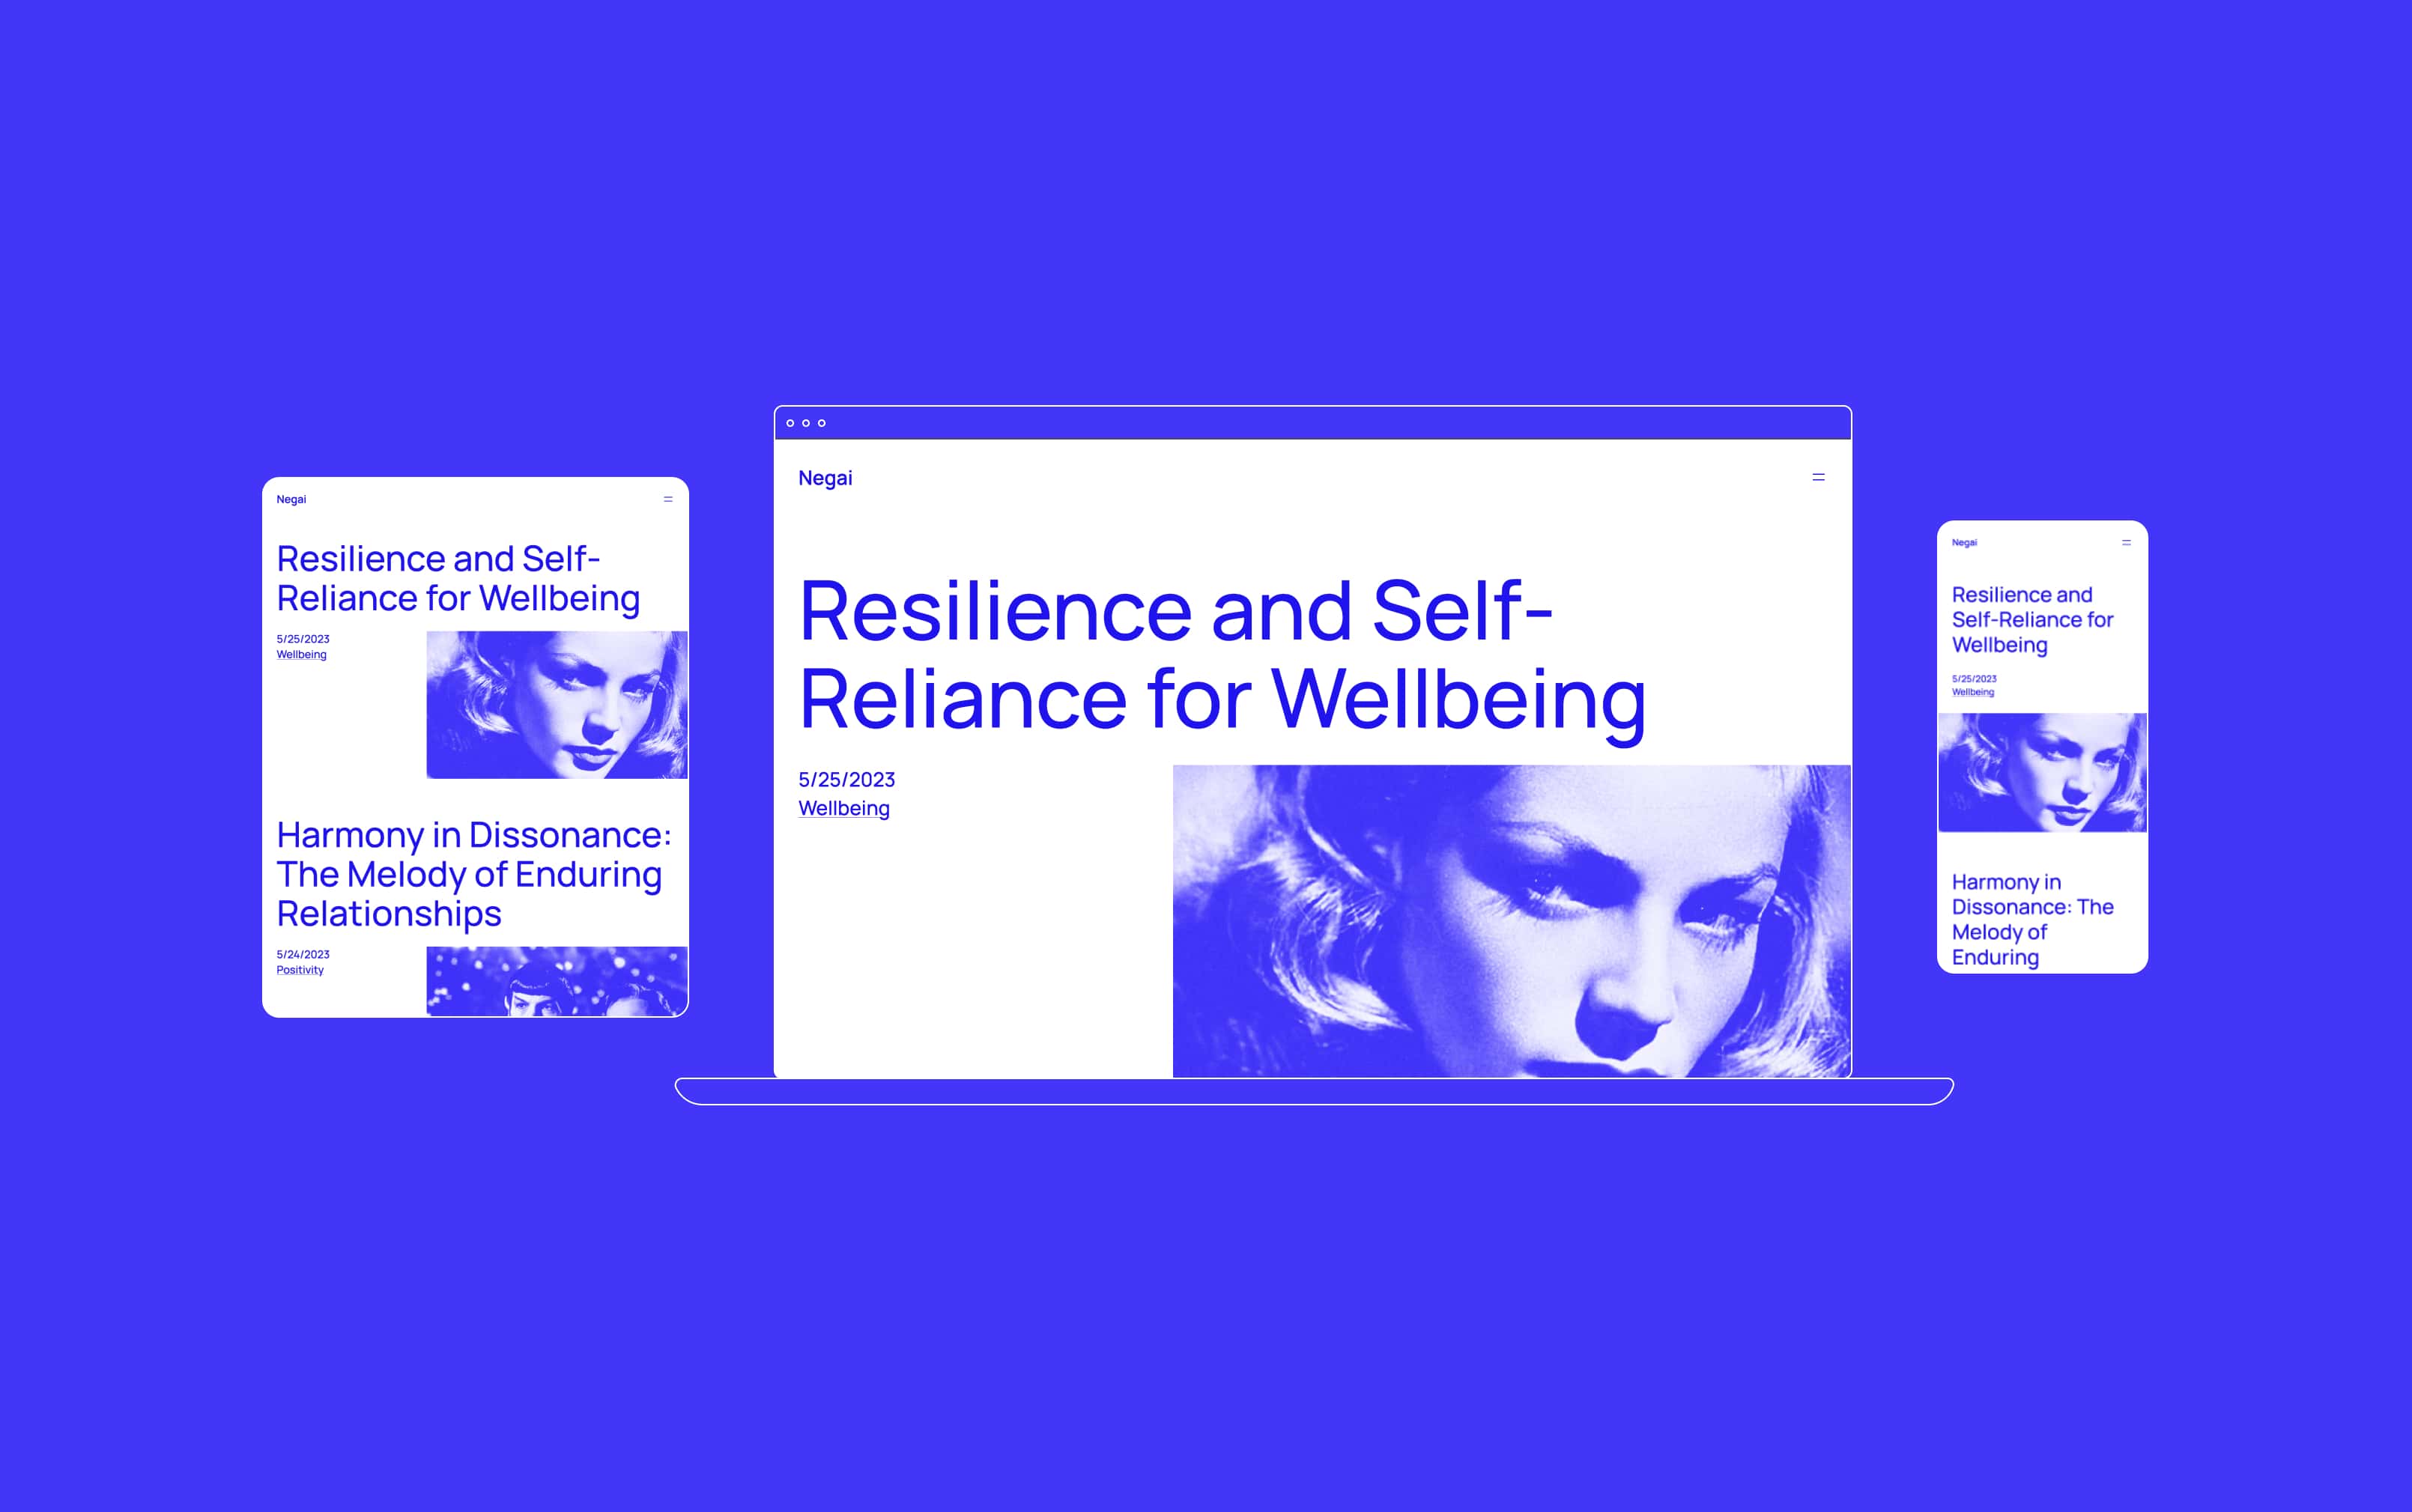 Negai
Resilience and Self-
Reliance for Wellbeing
5/25/2023
Wellbeing
Harmony in Dissonance:
The Melody of Enduring
Relationships
5/24/2023
Positivity
Negai
Resilience and Self-
Reliance for Wellbeing
5/25/2023
Wellbeing
Negai
Resilience and
Self-Reliance for
Wellbeing
5/25/2023
Wellbeing
Harmony in
Dissonance: The
Melody of
Enduring